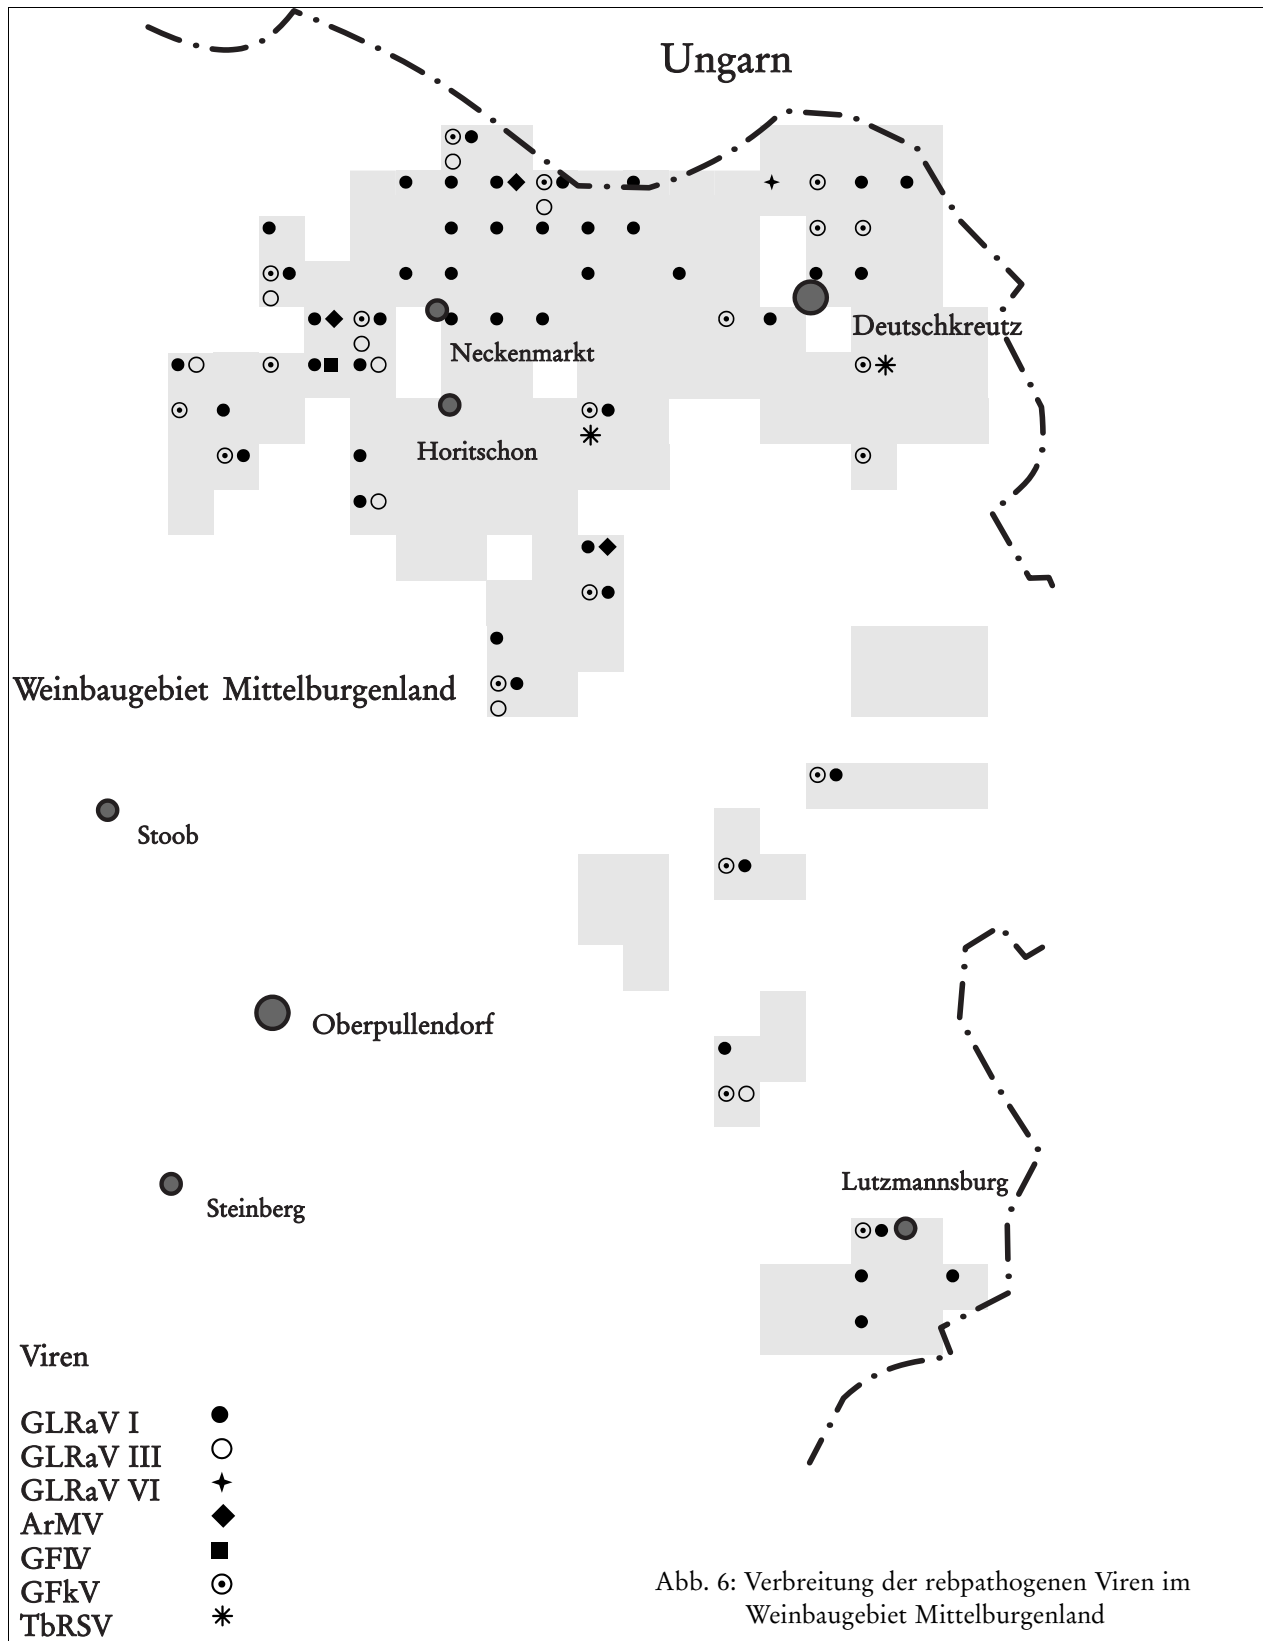 Ungarn
Deutschkreutz
Neckenmarkt
Horitschon
Weinbaugebiet Mittelburgenland
Stoob
Oberpullendorf
Lutzmannsburg
Steinberg
Viren
GLRaV I
GLRaV III
GLRaV VI
ArMV
GFLV
GFkV
TbRSV
Abb. 6: Verbreitung der rebpathogenen Viren im
Weinbaugebiet Mittelburgenland